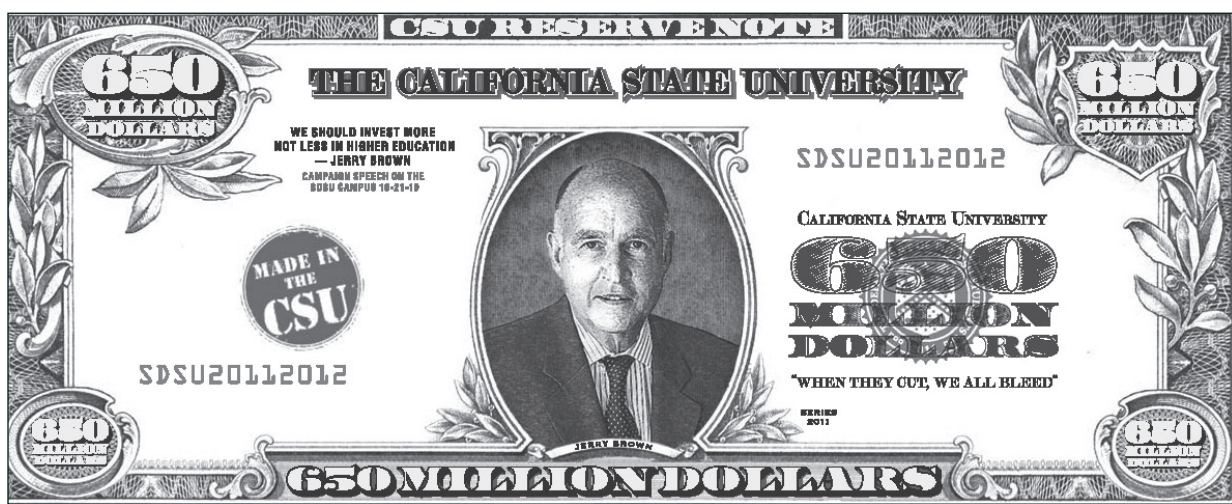 CSU RESERVE NOTE
650
MILLION
DOLLARS
THE CALIFORNIA STATE UNIVERSITY
650
MILLION
DOLLARS
WE SHOULD INVEST MORE
NOT LESS IN HIGHER EDUCATION
— JERRY BROWN
CAMPAIGN SPEECH ON THE
SDSU CAMPUS 10-21-10
SDSU20112012
CALIFORNIA STATE UNIVERSITY
650
MILLION
DOLLARS
"WHEN THEY CUT, WE ALL BLEED"
MADE IN
THE
CSU
SDSU20112012
SERIES
2011
JERRY BROWN
650
MILLION
DOLLARS
650 MILLION DOLLARS
650
MILLION
DOLLARS